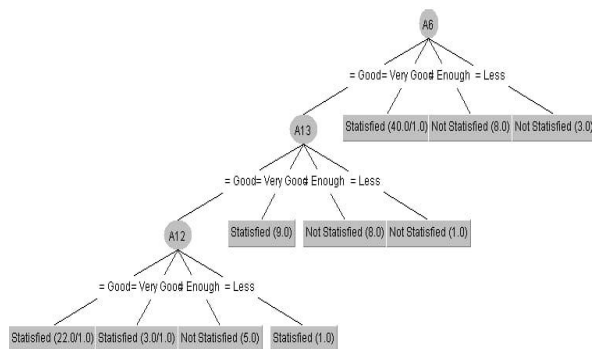 A6
= Good= Very Good= Enough = Less
A13
Statisfied (40.0/1.0) Not Statisfied (8.0) Not Statisfied (3.0)
= Good= Very Good= Enough = Less
A12
Statisfied (9.0) Not Statisfied (8.0) Not Statisfied (1.0)
= Good= Very Good= Enough = Less
Statisfied (22.0/1.0) Statisfied (3.0/1.0) Not Statisfied (5.0) Statisfied (1.0)